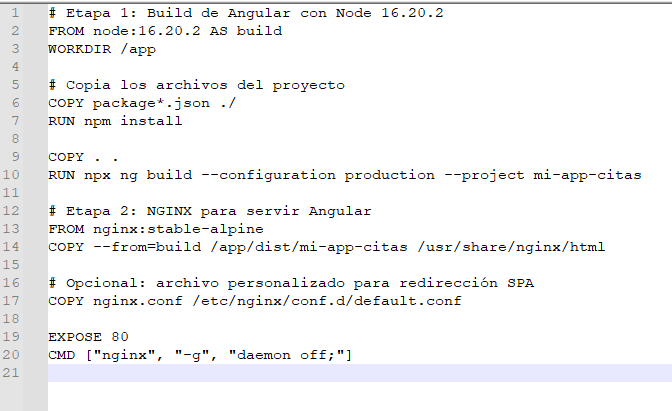 1 # Etapa 1: Build de Angular con Node 16.20.2
2 FROM node:16.20.2 AS build
3 WORKDIR /app
4
5 # Copia los archivos del proyecto
6 COPY package*.json ./
7 RUN npm install
8
9 COPY . .
10 RUN npx ng build --configuration production --project mi-app-citas
11
12 # Etapa 2: NGINX para servir Angular
13 FROM nginx:stable-alpine
14 COPY --from=build /app/dist/mi-app-citas /usr/share/nginx/html
15
16 # Opcional: archivo personalizado para redirección SPA
17 COPY nginx.conf /etc/nginx/conf.d/default.conf
18
19 EXPOSE 80
20 CMD ["nginx", "-g", "daemon off;"]
21